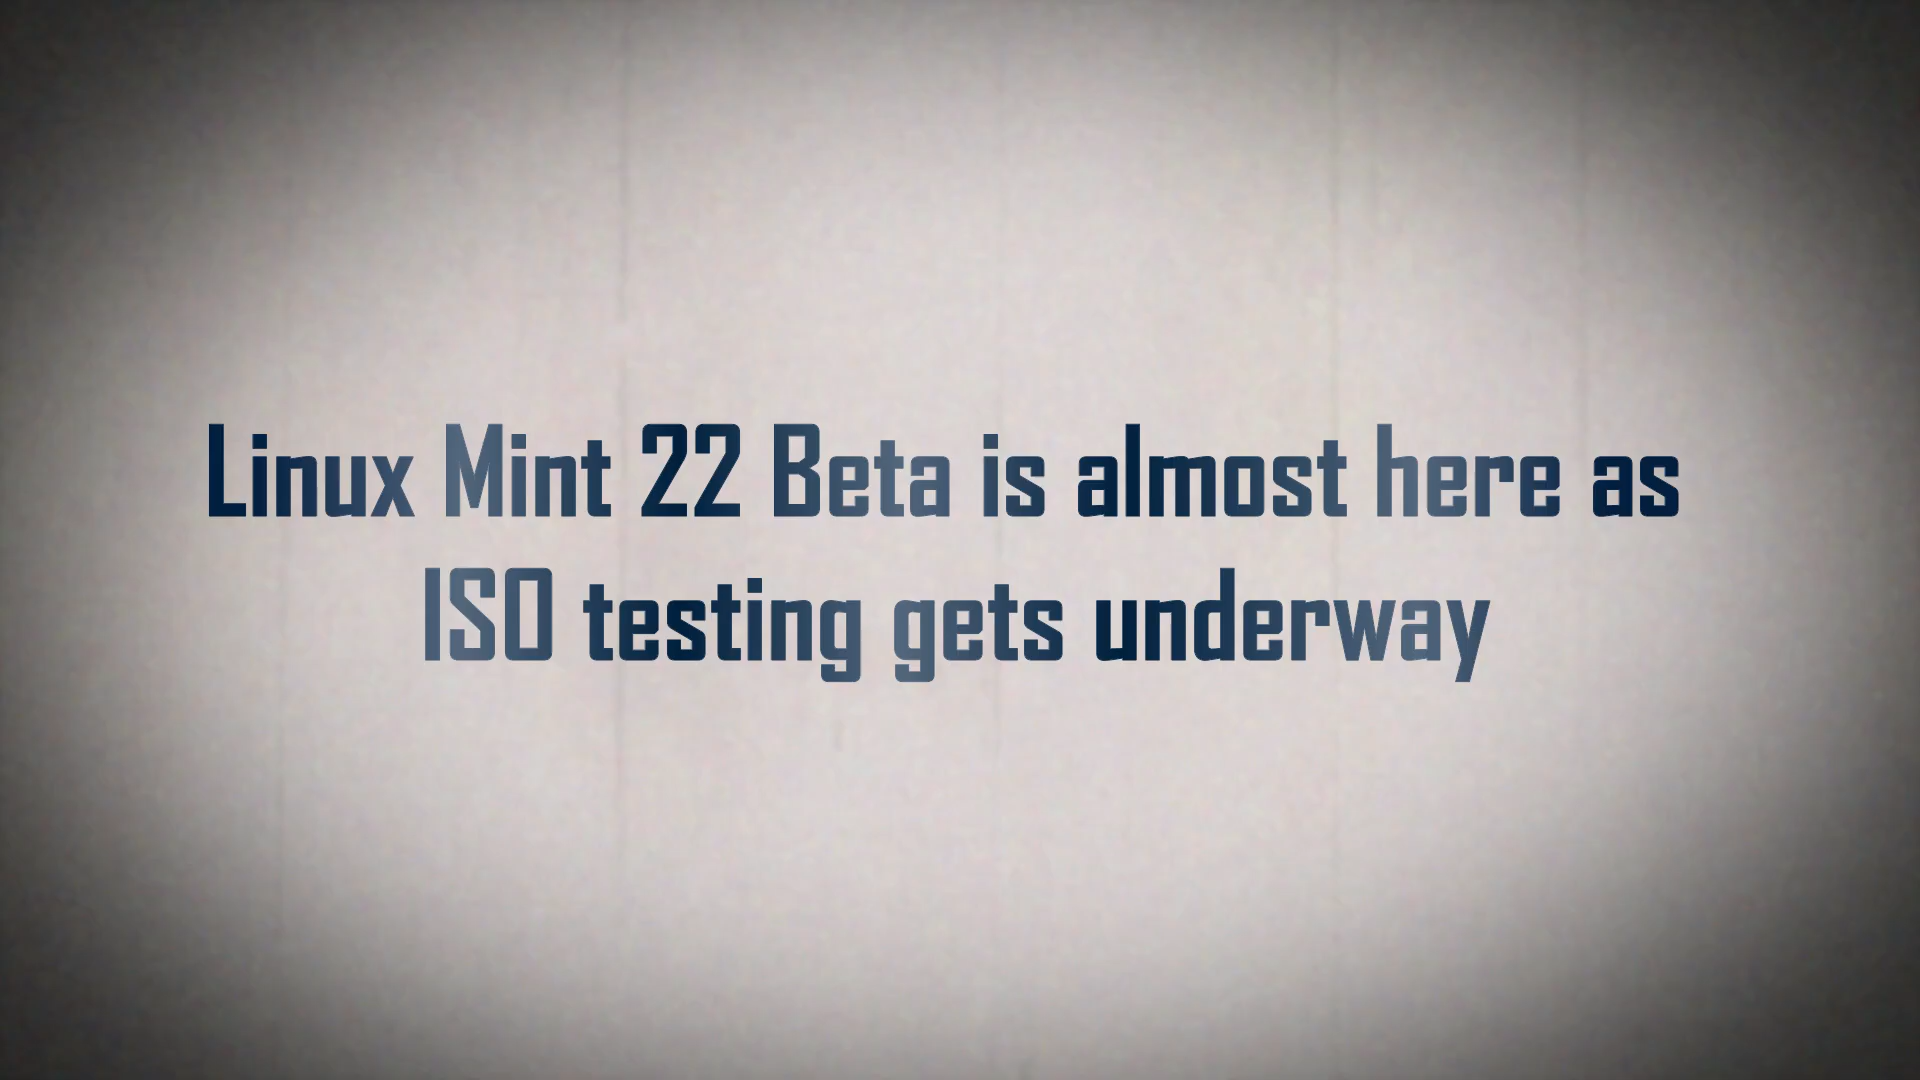 Linux Mint 22 Beta is almost here as
ISO testing gets underway